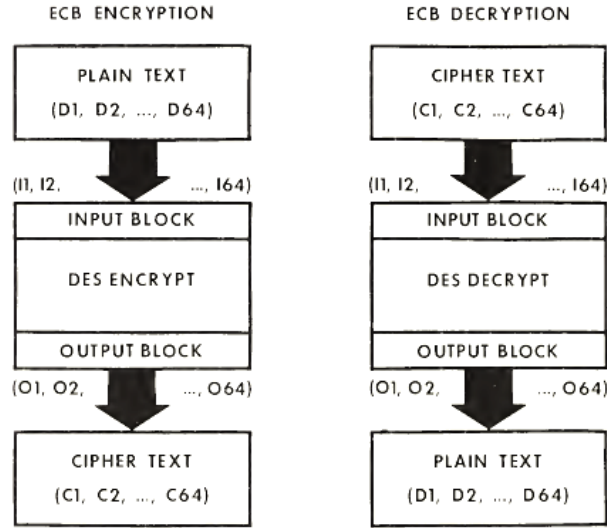 ECB ENCRYPTION
PLAIN TEXT
(D1, D2, ..., D64)
(I1, I2, ..., I64)
INPUT BLOCK
DES ENCRYPT
OUTPUT BLOCK
(O1, O2, ..., O64)
CIPHER TEXT
(C1, C2, ..., C64)
ECB DECRYPTION
CIPHER TEXT
(C1, C2, ..., C64)
(I1, I2, ..., I64)
INPUT BLOCK
DES DECRYPT
OUTPUT BLOCK
(O1, O2, ..., O64)
PLAIN TEXT
(D1, D2, ..., D64)